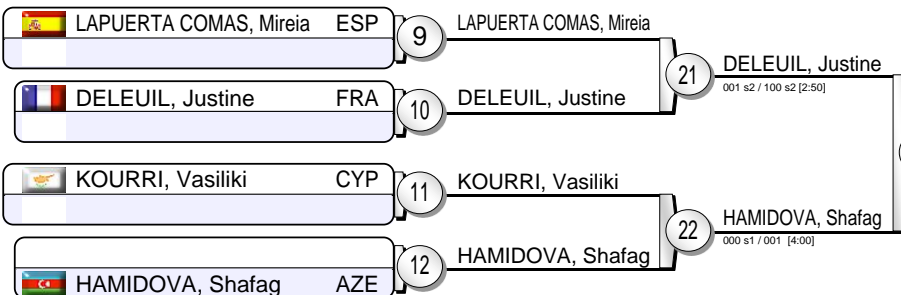 LAPUERTA COMAS, Mireia ESP
9
LAPUERTA COMAS, Mireia
21
DELEUIL, Justine
001 s2 / 100 s2 [2:50]
DELEUIL, Justine FRA
10
DELEUIL, Justine
KOURRI, Vasiliki CYP
11
KOURRI, Vasiliki
22
HAMIDOVA, Shafag
000 s1 / 001 [4:00]
12
HAMIDOVA, Shafag
HAMIDOVA, Shafag AZE